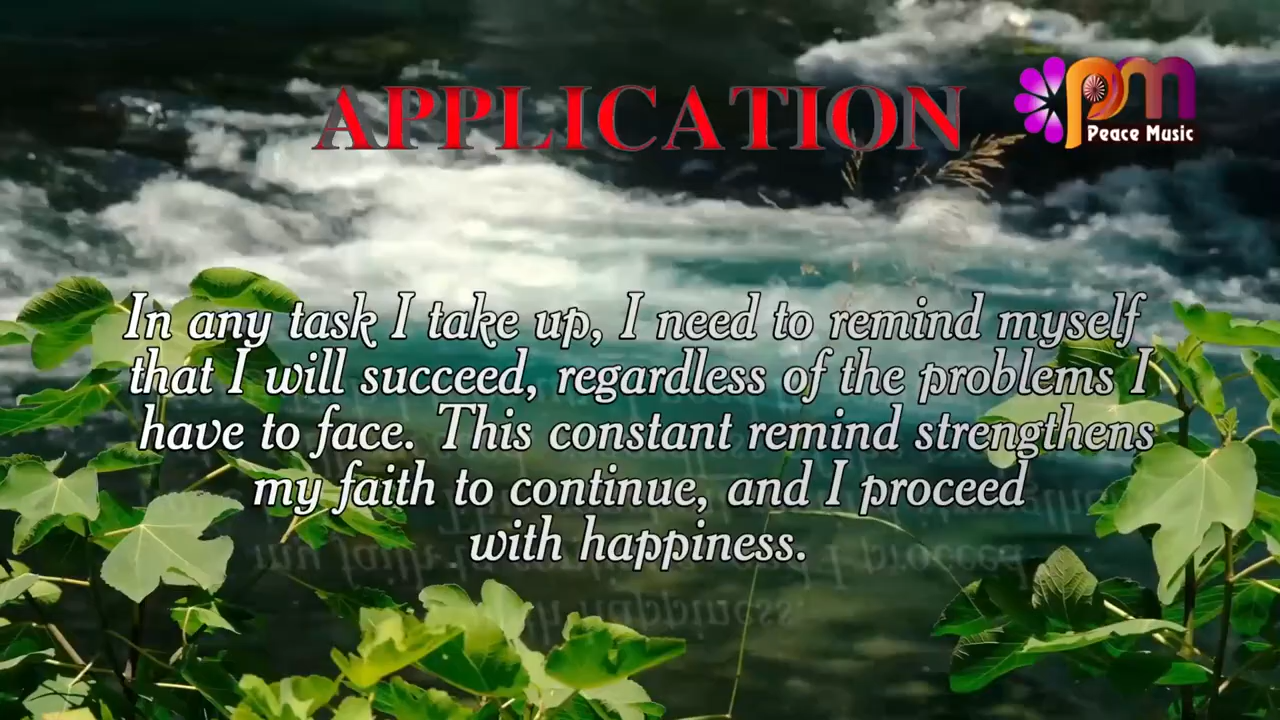 APPLICATION
pm
Peace Music
In any task I take up, I need to remind myself
that I will succeed, regardless of the problems I
have to face. This constant remind strengthens
my faith to continue, and I proceed
with happiness.